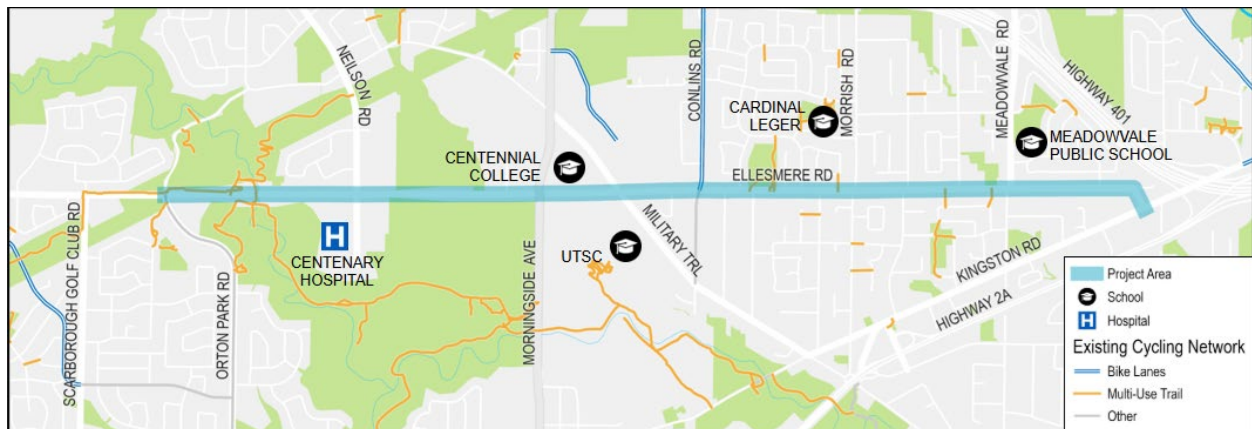 NEILSON RD
CENTENNIAL
COLLEGE
CONLINS RD
CARDINAL
LEGER
MORRISH RD
MEADOWVALE RD
HIGHWAY 401
MEADOWVALE
PUBLIC SCHOOL
ELLESMERE RD
SCARBOROUGH GOLF CLUB RD
ORTON PARK RD
H
CENTENARY
HOSPITAL
MORNINGSIDE AVE
UTSC
MILITARY TRL
KINGSTON RD
HIGHWAY 2A
Project Area
School
H Hospital
Existing Cycling Network
Bike Lanes
Multi-Use Trail
Other